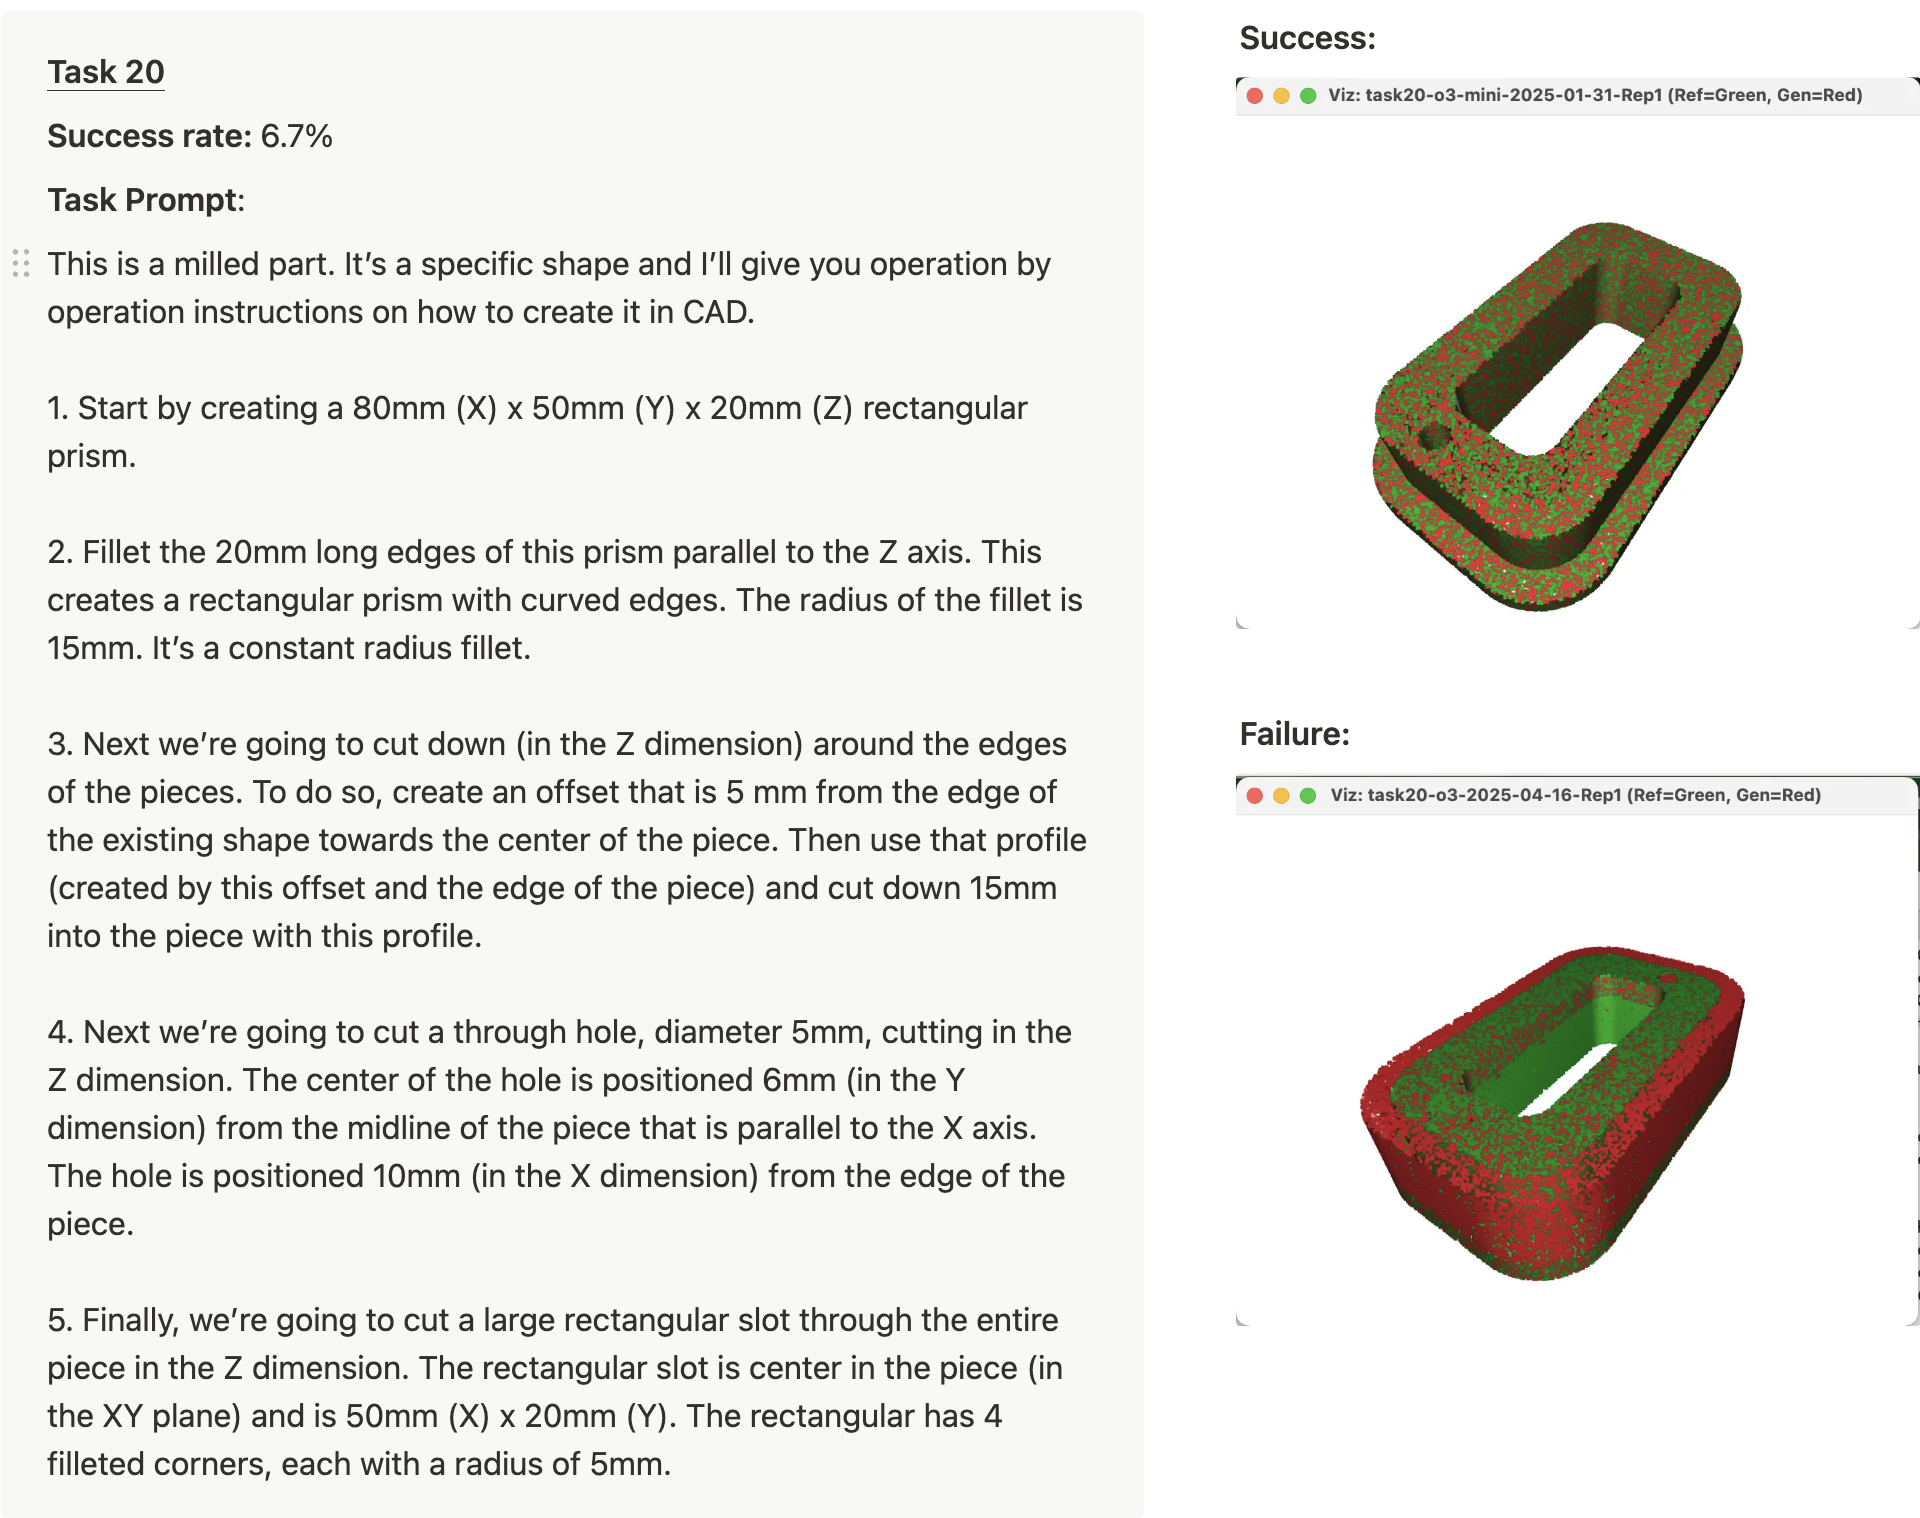 Task 20
Success rate: 6.7%
Task Prompt:
This is a milled part. It’s a specific shape and I’ll give you operation by
operation instructions on how to create it in CAD.
1. Start by creating a 80mm (X) x 50mm (Y) x 20mm (Z) rectangular
prism.
2. Fillet the 20mm long edges of this prism parallel to the Z axis. This
creates a rectangular prism with curved edges. The radius of the fillet is
15mm. It’s a constant radius fillet.
3. Next we’re going to cut down (in the Z dimension) around the edges
of the pieces. To do so, create an offset that is 5 mm from the edge of
the existing shape towards the center of the piece. Then use that profile
(created by this offset and the edge of the piece) and cut down 15mm
into the piece with this profile.
4. Next we’re going to cut a through hole, diameter 5mm, cutting in the
Z dimension. The center of the hole is positioned 6mm (in the Y
dimension) from the midline of the piece that is parallel to the X axis.
The hole is positioned 10mm (in the X dimension) from the edge of the
piece.
5. Finally, we’re going to cut a large rectangular slot through the entire
piece in the Z dimension. The rectangular slot is center in the piece (in
the XY plane) and is 50mm (X) x 20mm (Y). The rectangular has 4
filleted corners, each with a radius of 5mm.
Success:
Viz: task20-o3-mini-2025-01-31-Rep1 (Ref=Green, Gen=Red)
Failure:
Viz: task20-o3-2025-04-16-Rep1 (Ref=Green, Gen=Red)